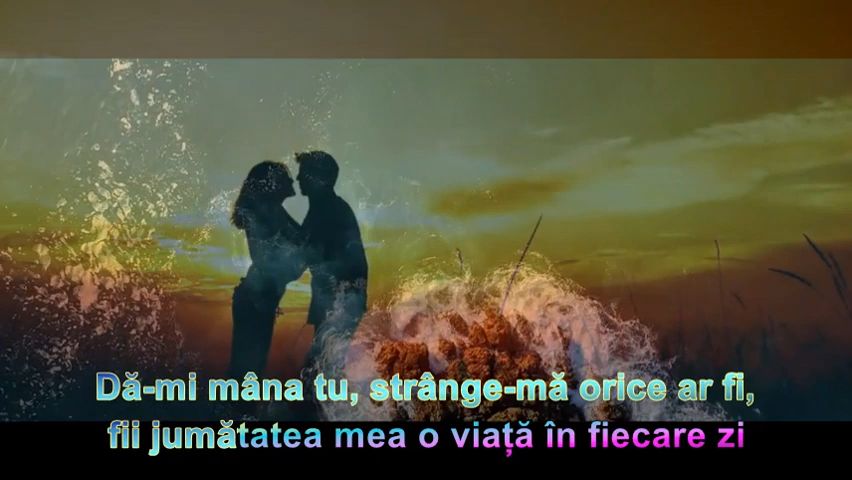 Dă-mi mâna tu, strânge-mă orice ar fi,
fii jumătatea mea o viață în fiecare zi